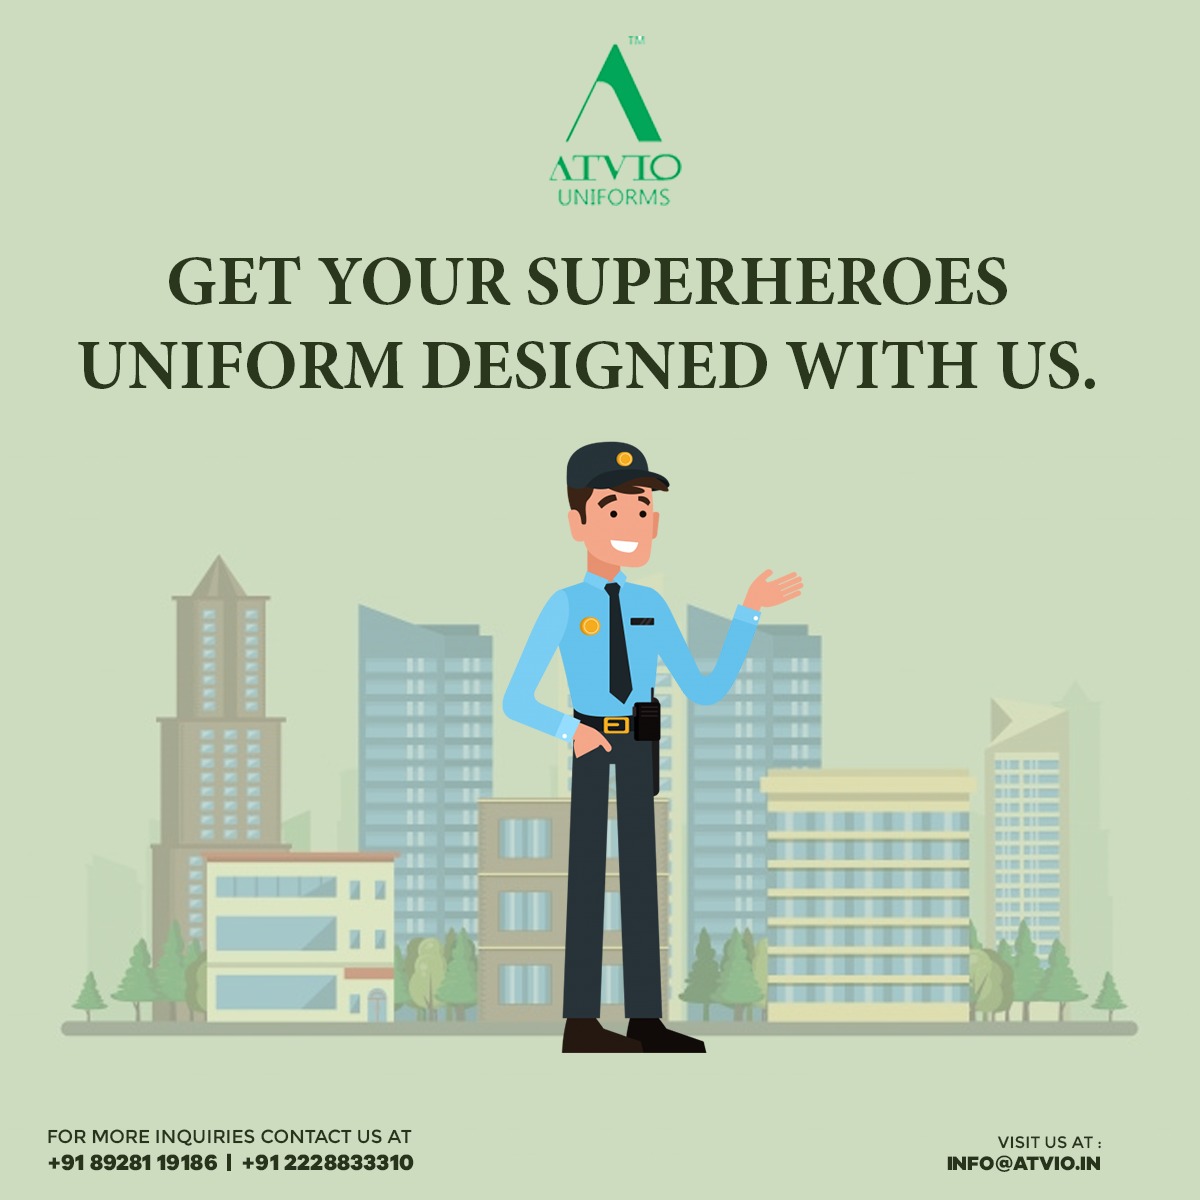 TM
ATVIO
UNIFORMS
GET YOUR SUPERHEROES
UNIFORM DESIGNED WITH US.
FOR MORE INQUIRIES CONTACT US AT
+91 89281 19186 | +91 2228833310
VISIT US AT :
INFO@ATVIO.IN